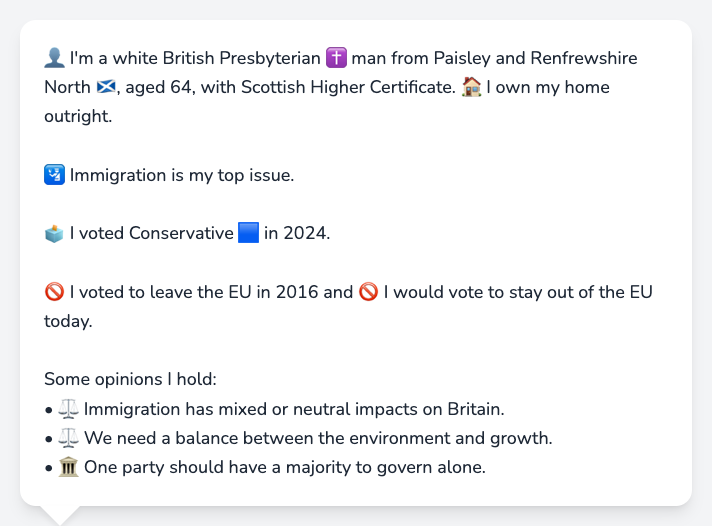 👤 I'm a white British Presbyterian ✝️ man from Paisley and Renfrewshire
North 🏴󠁧󠁢󠁳󠁣󠁴󠁿, aged 64, with Scottish Higher Certificate. 🏠 I own my home
outright.
🛂 Immigration is my top issue.
🗳️ I voted Conservative 🟦 in 2024.
🚫 I voted to leave the EU in 2016 and 🚫 I would vote to stay out of the EU
today.
Some opinions I hold:
• ⚖️ Immigration has mixed or neutral impacts on Britain.
• ⚖️ We need a balance between the environment and growth.
• 🏛️ One party should have a majority to govern alone.